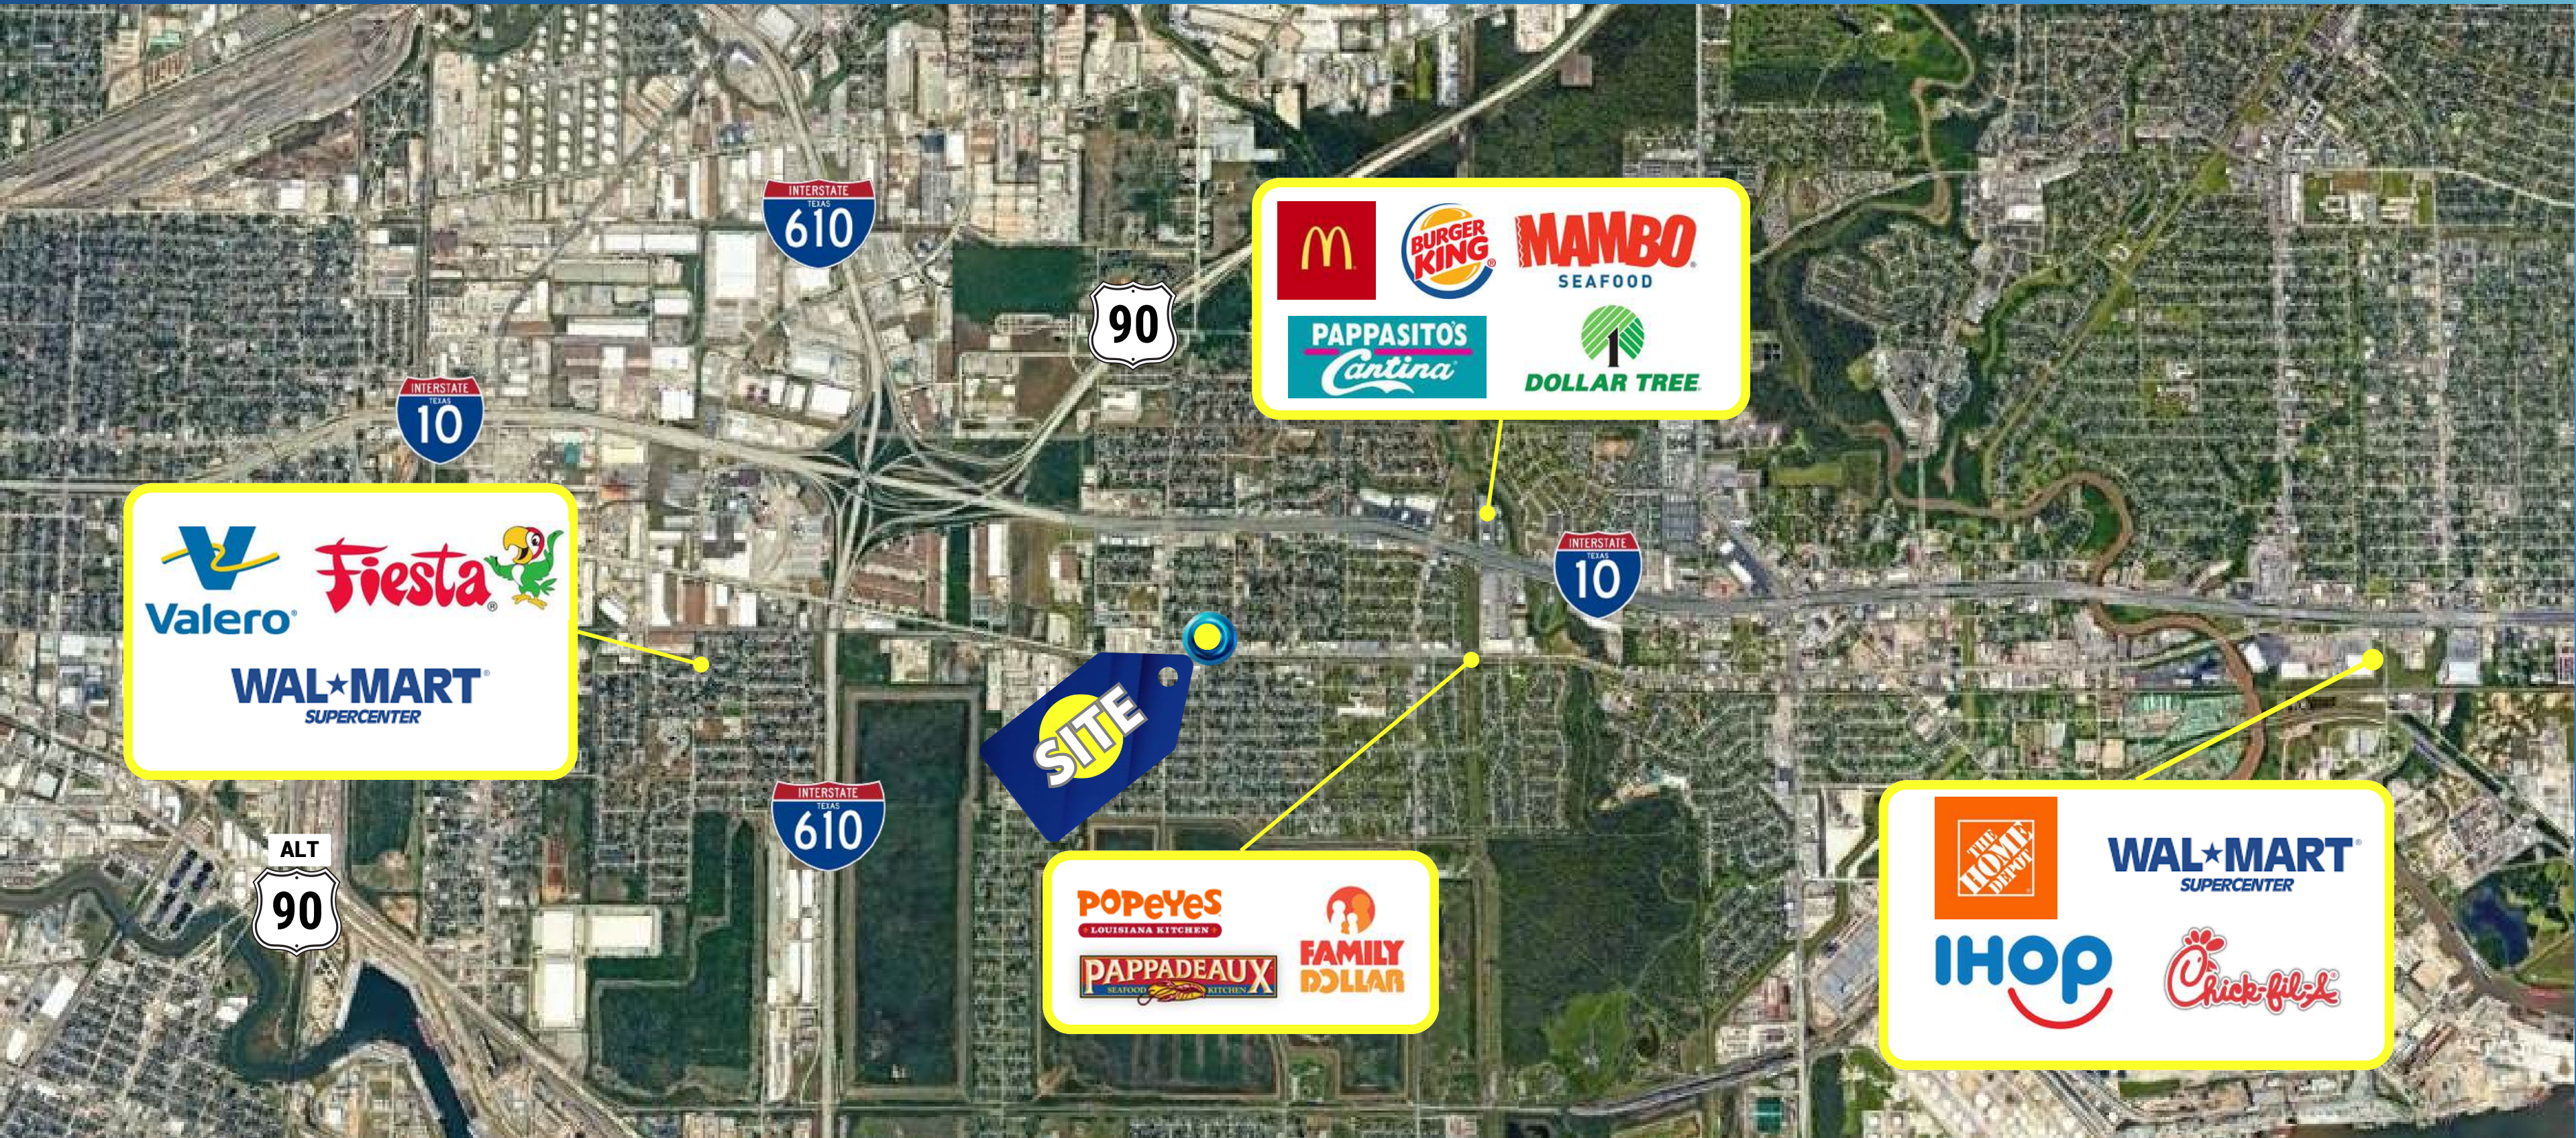 INTERSTATE
TEXAS
610
90
McDonald's M
BURGER
KING®
MAMBO®
SEAFOOD
PAPPASITO'S
Cantina
1
DOLLAR TREE
INTERSTATE
TEXAS
10
Valero®
Fiesta®
WAL★MART®
SUPERCENTER
INTERSTATE
TEXAS
10
SITE
INTERSTATE
TEXAS
610
ALT
90
POPEYES
LOUISIANA KITCHEN
PAPPADEAUX
SEAFOOD KITCHEN
FAMILY
DOLLAR
THE
HOME
DEPOT
WAL★MART®
SUPERCENTER
IHOP
Chick-fil-A®